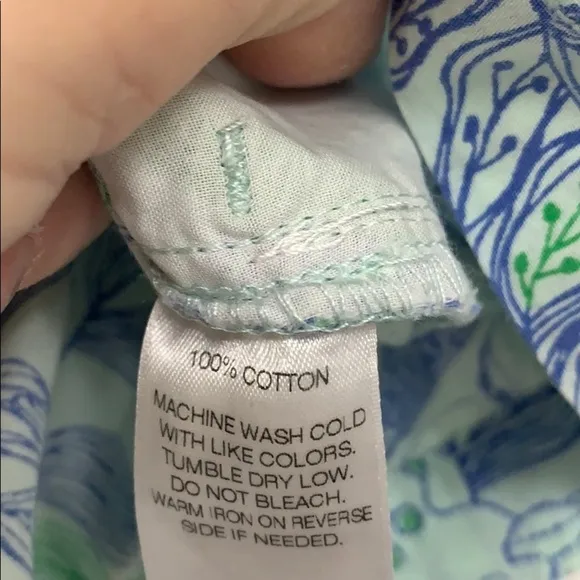 100% COTTON
MACHINE WASH COLD
WITH LIKE COLORS.
TUMBLE DRY LOW.
DO NOT BLEACH.
WARM IRON ON REVERSE
SIDE IF NEEDED.